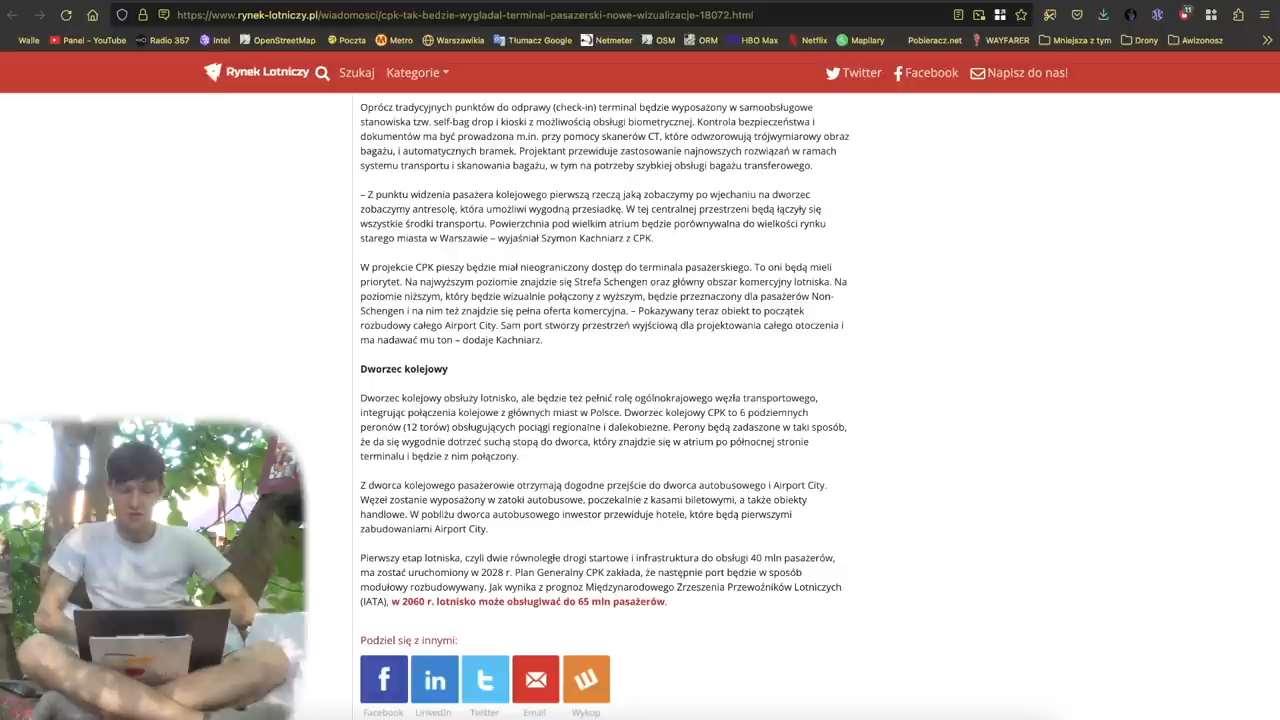 https://www.rynek-lotniczy.pl/wiadomosci/cpk-tak-bedzie-wygladal-terminal-pasazerski-nowe-wizualizacje-18072.html
Walle Panel - YouTube Radio 357 Intel OpenStreetMap Poczta Metro Warszawikia Tłumacz Google Netmeter OSM ORM HBO Max Netflix Mapilary Pobieracz.net WAYFARER Mniejsza z tym Drony Awizonosz
Rynek Lotniczy Szukaj Kategorie Twitter Facebook Napisz do nas!
Oprócz tradycyjnych punktów do odprawy (check-in) terminal będzie wyposażony w samoobsługowe
stanowiska tzw. self-bag drop i kioski z możliwością obsługi biometrycznej. Kontrola bezpieczeństwa i
dokumentów ma być prowadzona m.in. przy pomocy skanerów CT, które odwzorowują trójwymiarowy obraz
bagażu, i automatycznych bramek. Projektant przewiduje zastosowanie najnowszych rozwiązań w ramach
systemu transportu i skanowania bagażu, w tym na potrzeby szybkiej obsługi bagażu transferowego.
– Z punktu widzenia pasażera kolejowego pierwszą rzeczą jaką zobaczymy po wjechaniu na dworzec
zobaczymy antresolę, która umożliwi wygodną przesiadkę. W tej centralnej przestrzeni będą łączyły się
wszystkie środki transportu. Powierzchnia pod wielkim atrium będzie porównywalna do wielkości rynku
starego miasta w Warszawie – wyjaśniał Szymon Kachniarz z CPK.
W projekcie CPK pieszy będzie miał nieograniczony dostęp do terminala pasażerskiego. To oni będą mieli
priorytet. Na najwyższym poziomie znajdzie się Strefa Schengen oraz główny obszar komercyjny lotniska. Na
poziomie niższym, który będzie wizualnie połączony z wyższym, będzie przeznaczony dla pasażerów Non-
Schengen i na nim też znajdzie się pełna oferta komercyjna. – Pokazywany teraz obiekt to początek
rozbudowy całego Airport City. Sam port stworzy przestrzeń wyjściową dla projektowania całego otoczenia i
ma nadawać mu ton – dodaje Kachniarz.
Dworzec kolejowy
Dworzec kolejowy obsłuży lotnisko, ale będzie też pełnić rolę ogólnokrajowego węzła transportowego,
integrując połączenia kolejowe z głównych miast w Polsce. Dworzec kolejowy CPK to 6 podziemnych
peronów (12 torów) obsługujących pociągi regionalne i dalekobieżne. Perony będą zadaszone w taki sposób,
że da się wygodnie dotrzeć suchą stopą do dworca, który znajdzie się w atrium po północnej stronie
terminalu i będzie z nim połączony.
Z dworca kolejowego pasażerowie otrzymają dogodne przejście do dworca autobusowego i Airport City.
Węzeł zostanie wyposażony w zatoki autobusowe, poczekalnie z kasami biletowymi, a także obiekty
handlowe. W pobliżu dworca autobusowego inwestor przewiduje hotele, które będą pierwszymi
zabudowaniami Airport City.
Pierwszy etap lotniska, czyli dwie równoległe drogi startowe i infrastruktura do obsługi 40 mln pasażerów,
ma zostać uruchomiony w 2028 r. Plan Generalny CPK zakłada, że następnie port będzie w sposób
modułowy rozbudowywany. Jak wynika z prognoz Międzynarodowego Zrzeszenia Przewoźników Lotniczych
(IATA), w 2060 r. lotnisko może obsługiwać do 65 mln pasażerów.
Podziel się z innymi:
Facebook LinkedIn Twitter Email Wykop